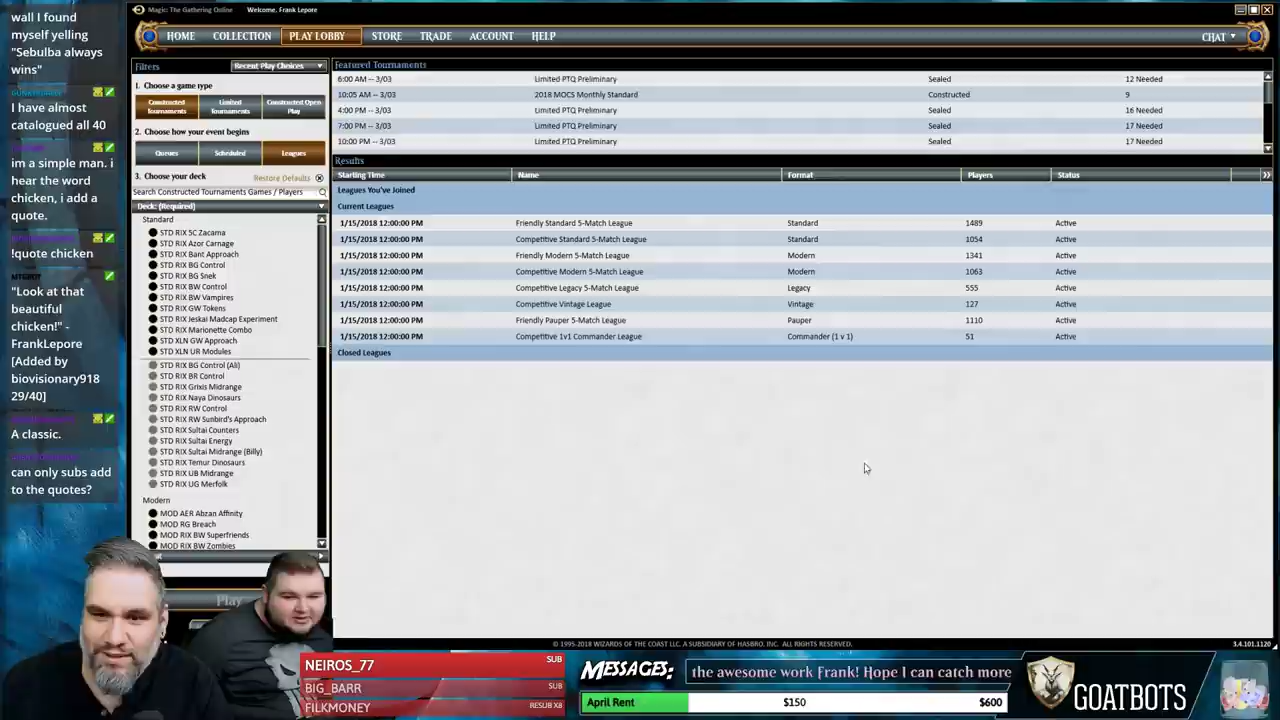 wall I found
myself yelling
"Sebulba always
wins"
I have almost
catalogued all 40
im a simple man. i
hear the word
chicken, i add a
quote.
!quote chicken
"Look at that
beautiful
chicken!" -
FrankLepore
[Added by
biovisionary918
29/40]
A classic.
can only subs add
to the quotes?
Magic: The Gathering Online Welcome, Frank Lepore
HOME COLLECTION PLAY LOBBY STORE TRADE ACCOUNT HELP CHAT
Filters Recent Play Choices
1. Choose a game type
Constructed Tournaments Limited Tournaments Constructed Open Play
2. Choose how your event begins
Queues Scheduled Leagues
3. Choose your deck Restore Defaults
Search Constructed Tournaments Games / Players
Deck: (Required)
Standard
STD RIX 5C Zacama
STD RIX Azor Carnage
STD RIX Bant Approach
STD RIX BG Control
STD RIX BG Snek
STD RIX BW Control
STD RIX BW Vampires
STD RIX GW Tokens
STD RIX Jeskai Madcap Experiment
STD RIX Marionette Combo
STD XLN GW Approach
STD XLN UR Modules
STD RIX BG Control (Ali)
STD RIX BR Control
STD RIX Grixis Midrange
STD RIX Naya Dinosaurs
STD RIX RW Control
STD RIX RW Sunbird's Approach
STD RIX Sultai Counters
STD RIX Sultai Energy
STD RIX Sultai Midrange (Billy)
STD RIX Temur Dinosaurs
STD RIX UB Midrange
STD RIX UG Merfolk
Modern
MOD AER Abzan Affinity
MOD RG Breach
MOD RIX BW Superfriends
MOD RIX BW Zombies
Play
Featured Tournaments
6:00 AM -- 3/03 Limited PTQ Preliminary Sealed 12 Needed
10:05 AM -- 3/03 2018 MOCS Monthly Standard Constructed 9
4:00 PM -- 3/03 Limited PTQ Preliminary Sealed 16 Needed
7:00 PM -- 3/03 Limited PTQ Preliminary Sealed 17 Needed
10:00 PM -- 3/03 Limited PTQ Preliminary Sealed 17 Needed
Results
Starting Time Name Format Players Status
Leagues You've Joined
Current Leagues
1/15/2018 12:00:00 PM Friendly Standard 5-Match League Standard 1489 Active
1/15/2018 12:00:00 PM Competitive Standard 5-Match League Standard 1054 Active
1/15/2018 12:00:00 PM Friendly Modern 5-Match League Modern 1341 Active
1/15/2018 12:00:00 PM Competitive Modern 5-Match League Modern 1063 Active
1/15/2018 12:00:00 PM Competitive Legacy 5-Match League Legacy 555 Active
1/15/2018 12:00:00 PM Competitive Vintage League Vintage 127 Active
1/15/2018 12:00:00 PM Friendly Pauper 5-Match League Pauper 1110 Active
1/15/2018 12:00:00 PM Competitive 1v1 Commander League Commander (1 v 1) 51 Active
Closed Leagues
© 1995-2018 WIZARDS OF THE COAST LLC, A SUBSIDIARY OF HASBRO, INC. ALL RIGHTS RESERVED. 3.4.101.1120
NEIROS_77 SUB
BIG_BARR SUB
FILKMONEY RESUB X8
MESSAGES: the awesome work Frank! Hope I can catch more
April Rent $150 $600
GOATBOTS